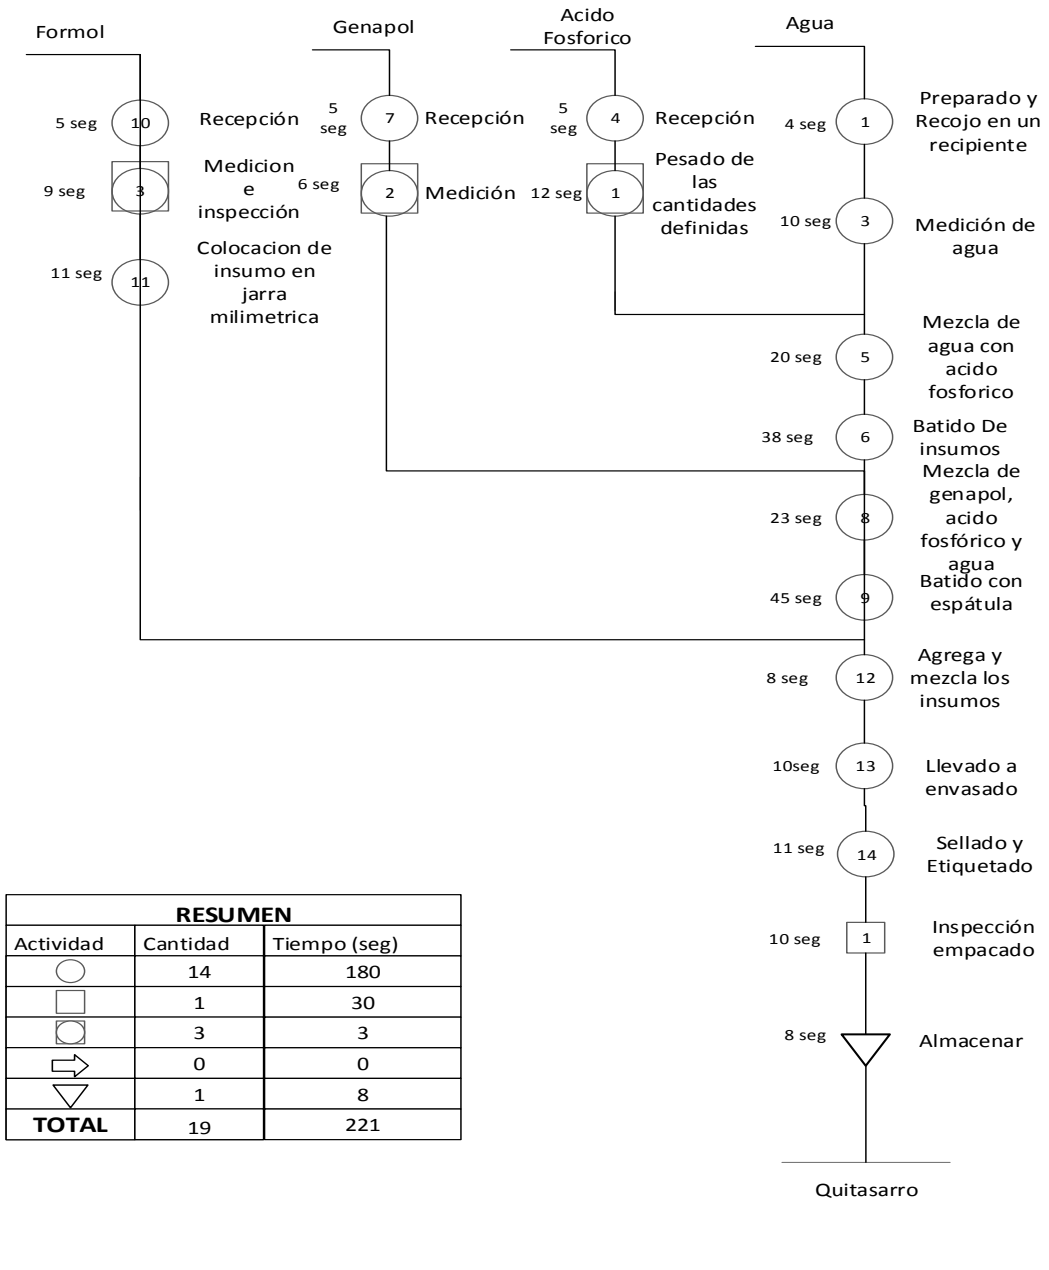 Formol
Genapol
Acido
Fosforico
Agua
5 seg
10
Recepción
5
seg
7
Recepción
5
seg
4
Recepción
4 seg
1
Preparado y
Recojo en un
recipiente
9 seg
3
Medicion
e
inspección
6 seg
2
Medición
12 seg
1
Pesado de
las
cantidades
definidas
10 seg
3
Medición de
agua
11 seg
11
Colocacion de
insumo en
jarra
milimetrica
20 seg
5
Mezcla de
agua con
acido
fosforico
38 seg
6
Batido De
insumos
23 seg
8
Mezcla de
genapol,
acido
fosfórico y
agua
45 seg
9
Batido con
espátula
8 seg
12
Agrega y
mezcla los
insumos
10seg
13
Llevado a
envasado
11 seg
14
Sellado y
Etiquetado
10 seg
1
Inspección
empacado
8 seg
Almacenar
Quitasarro
RESUMEN
Actividad Cantidad Tiempo (seg)
14 180
1 30
3 3
0 0
1 8
TOTAL 19 221